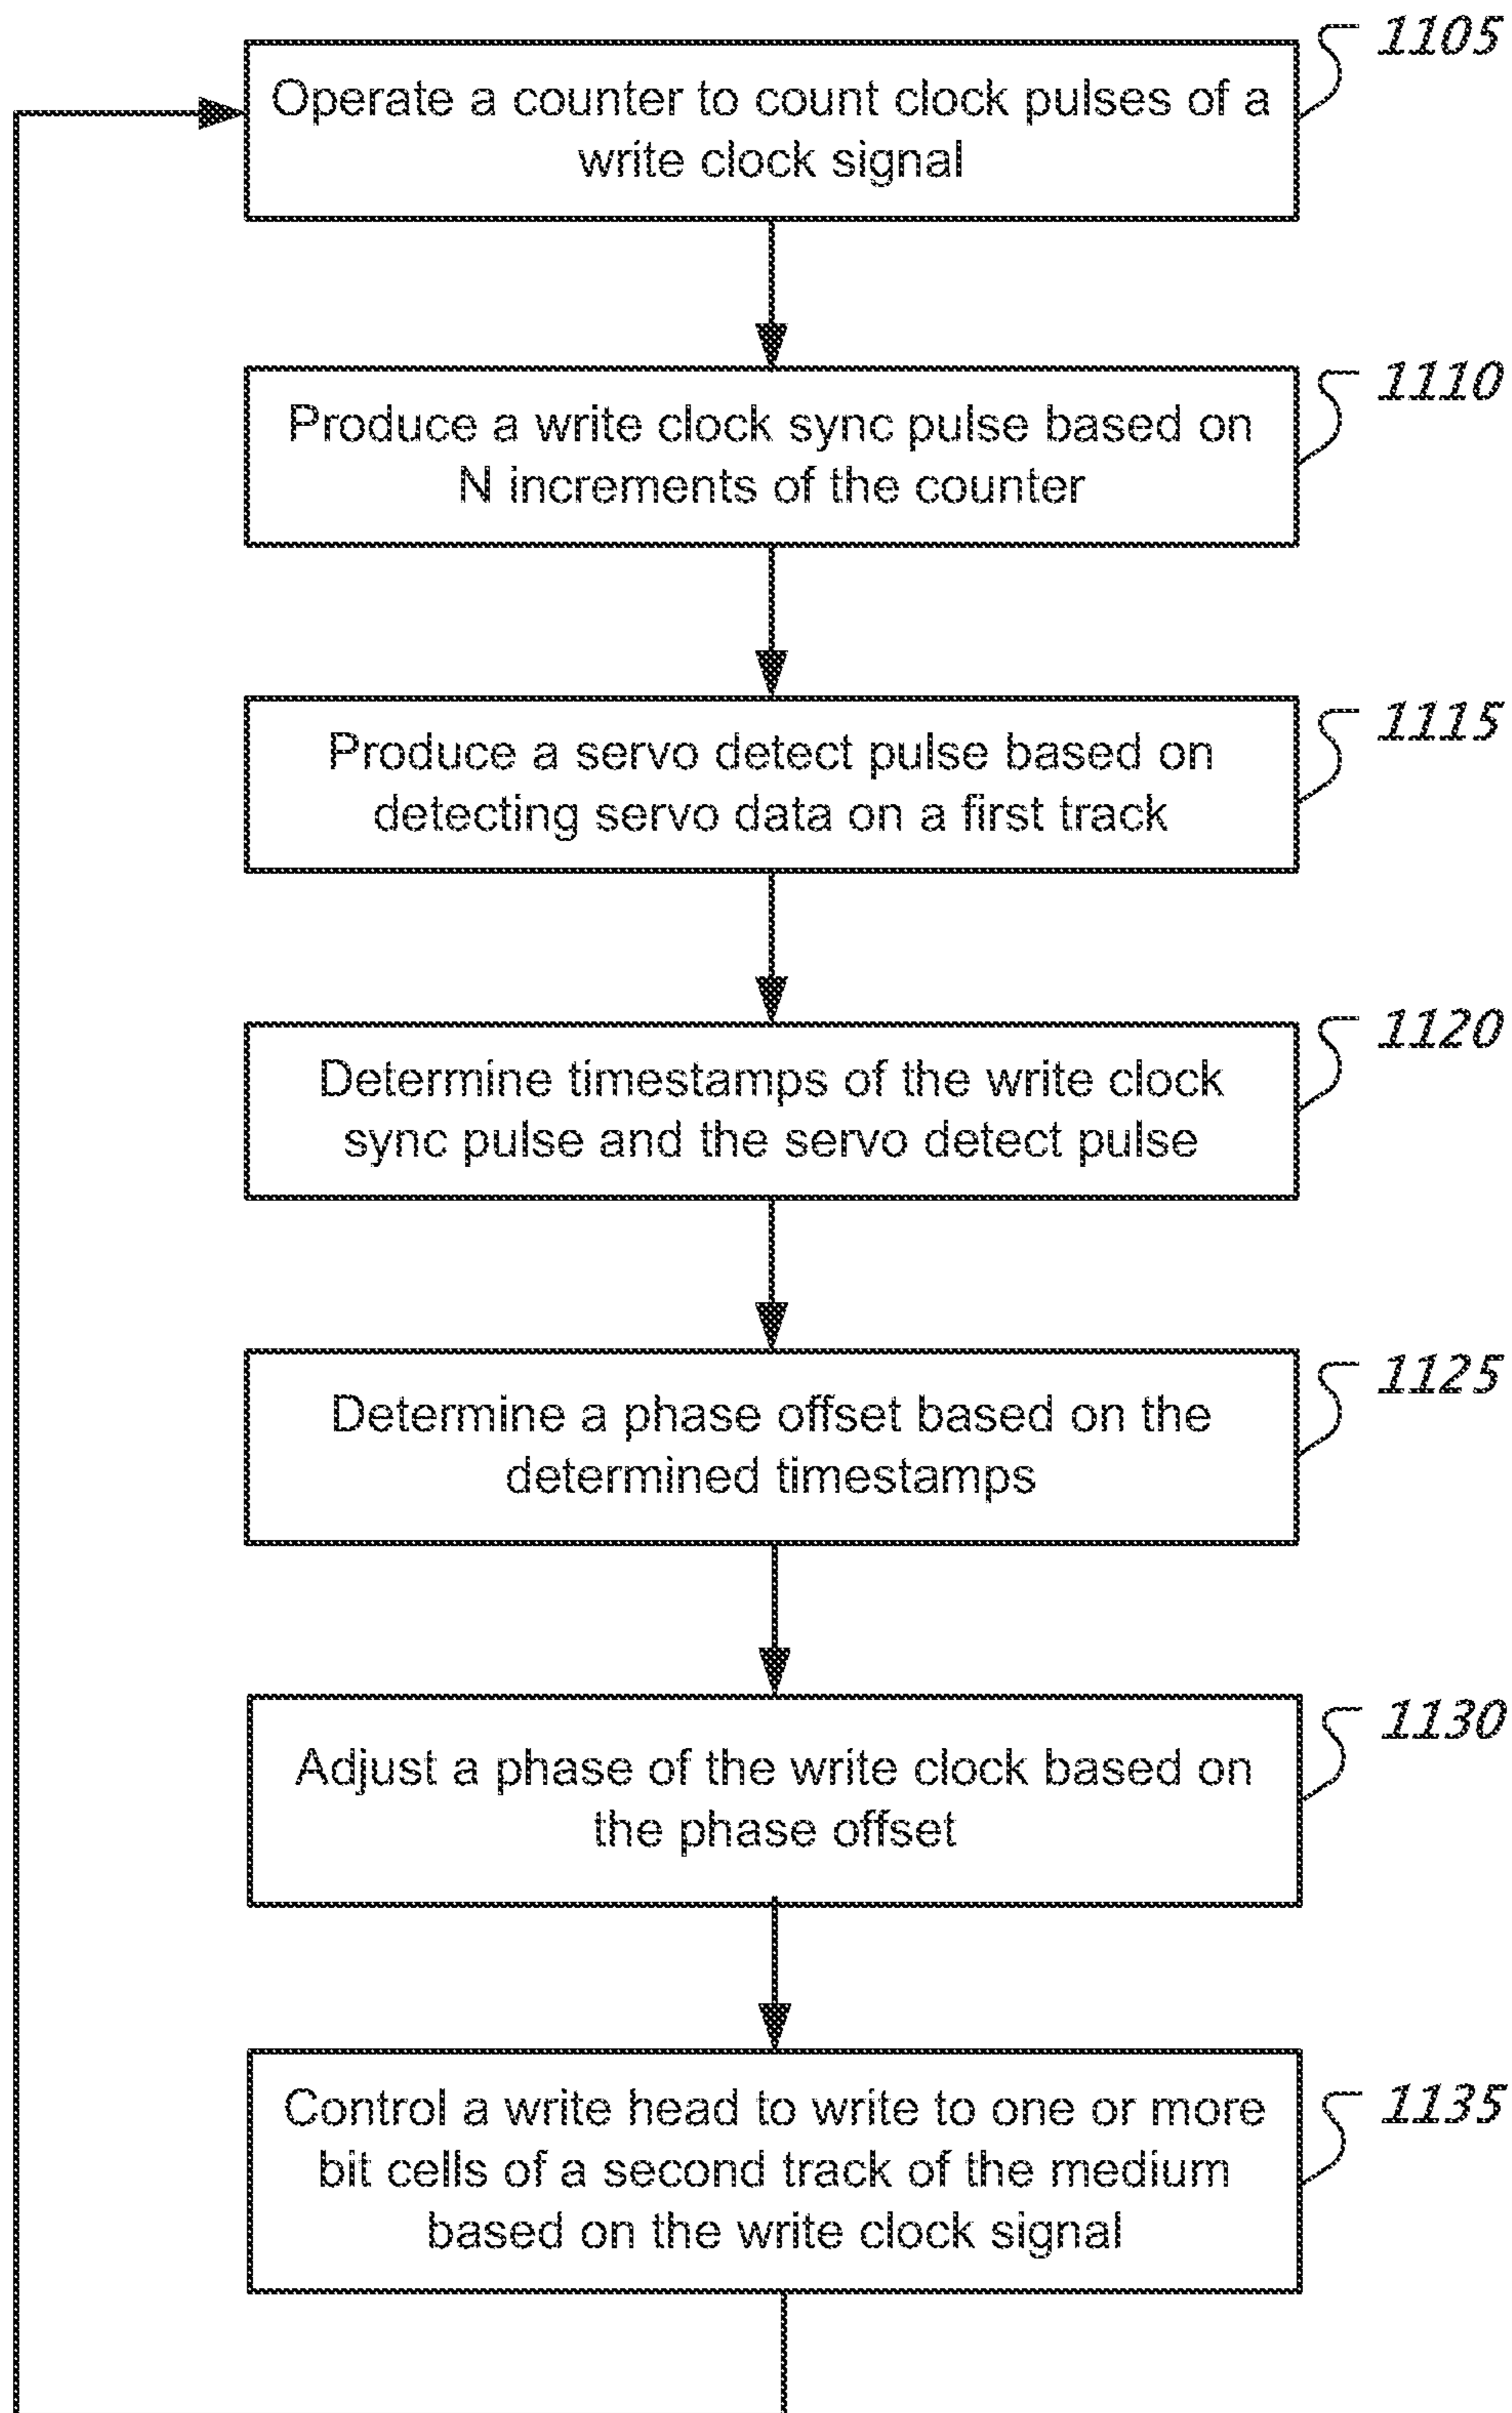 1105
Operate a counter to count clock pulses of a
write clock signal
1110
Produce a write clock sync pulse based on
N increments of the counter
1115
Produce a servo detect pulse based on
detecting servo data on a first track
1120
Determine timestamps of the write clock
sync pulse and the servo detect pulse
1125
Determine a phase offset based on the
determined timestamps
1130
Adjust a phase of the write clock based on
the phase offset
1135
Control a write head to write to one or more
bit cells of a second track of the medium
based on the write clock signal